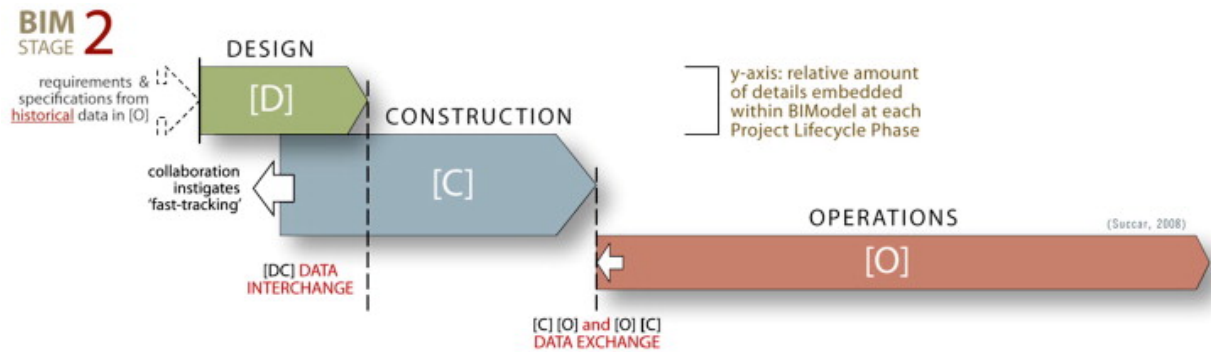 BIM
STAGE 2
DESIGN
requirements &
specifications from
historical data in [O]
[D]
y-axis: relative amount
of details embedded
within BIModel at each
Project Lifecycle Phase
CONSTRUCTION
collaboration
instigates
'fast-tracking'
[C]
OPERATIONS
(Succar, 2008)
[O]
[DC] DATA
INTERCHANGE
[C] [O] and [O] [C]
DATA EXCHANGE